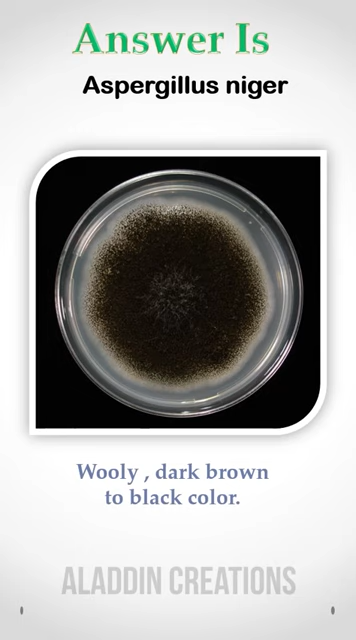 Answer Is
Aspergillus niger
Wooly , dark brown
to black color.
ALADDIN CREATIONS